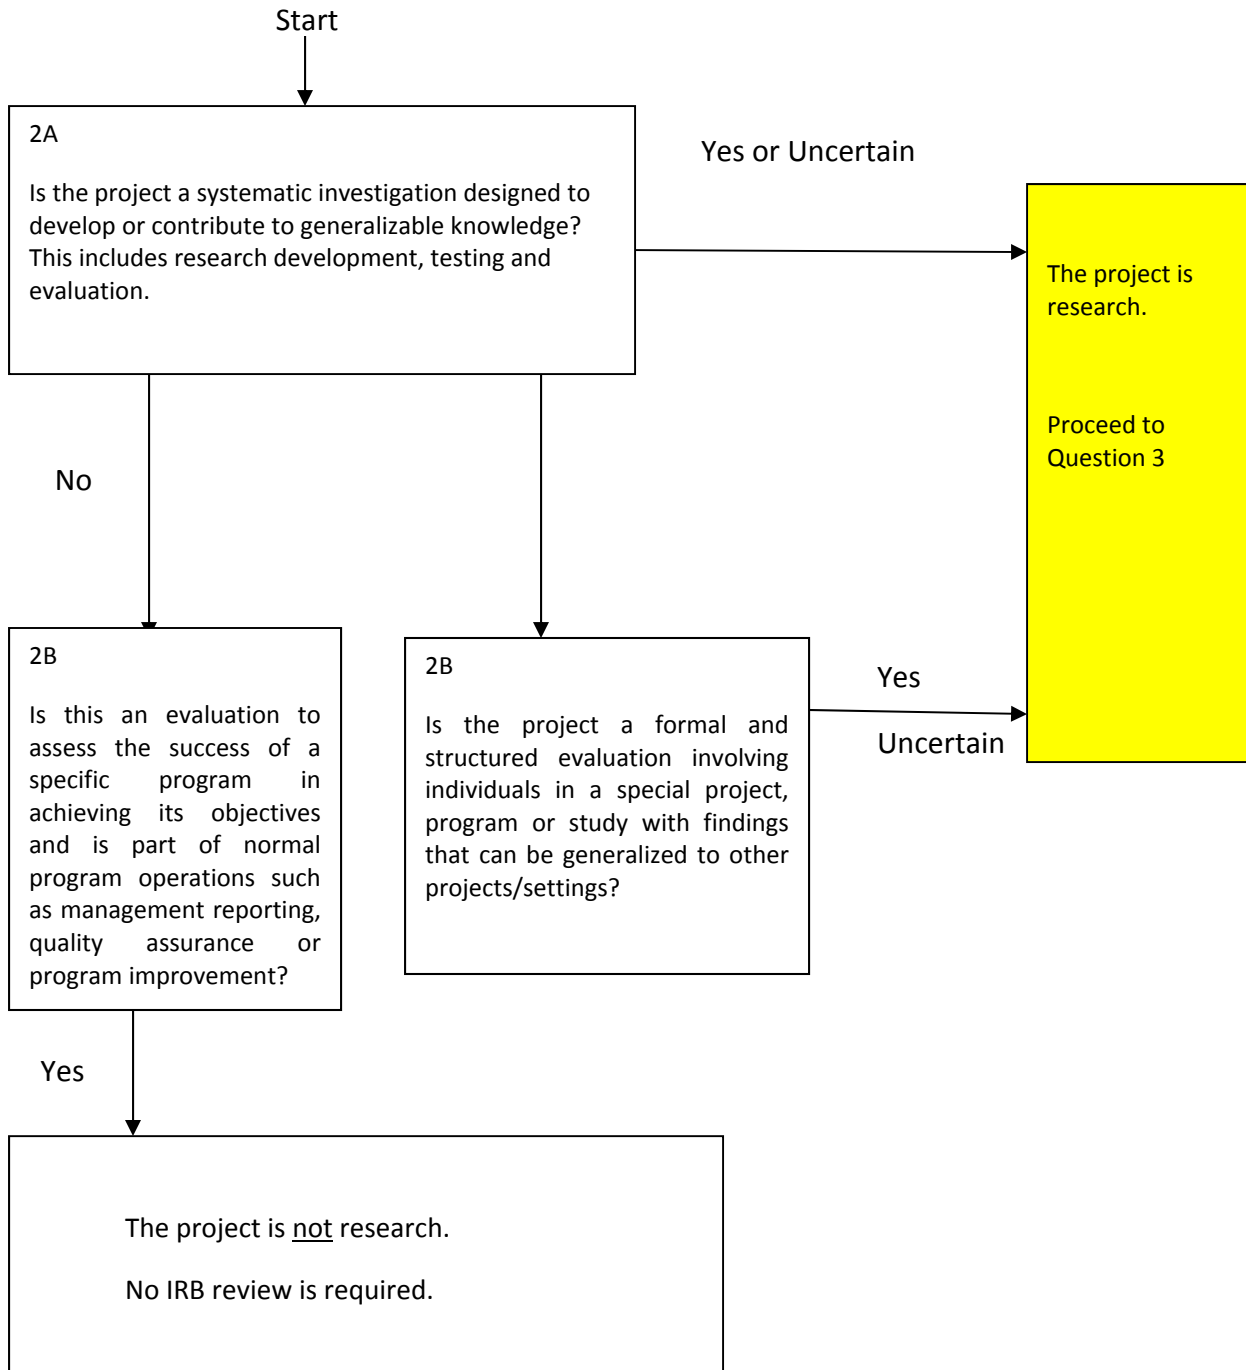 Start
2A
Is the project a systematic investigation designed to
develop or contribute to generalizable knowledge?
This includes research development, testing and
evaluation.
Yes or Uncertain
The project is
research.
Proceed to
Question 3
No
2B
Is this an evaluation to
assess the success of a
specific program in
achieving its objectives
and is part of normal
program operations such
as management reporting,
quality assurance or
program improvement?
2B
Is the project a formal and
structured evaluation involving
individuals in a special project,
program or study with findings
that can be generalized to other
projects/settings?
Yes
Uncertain
Yes
The project is not research.
No IRB review is required.